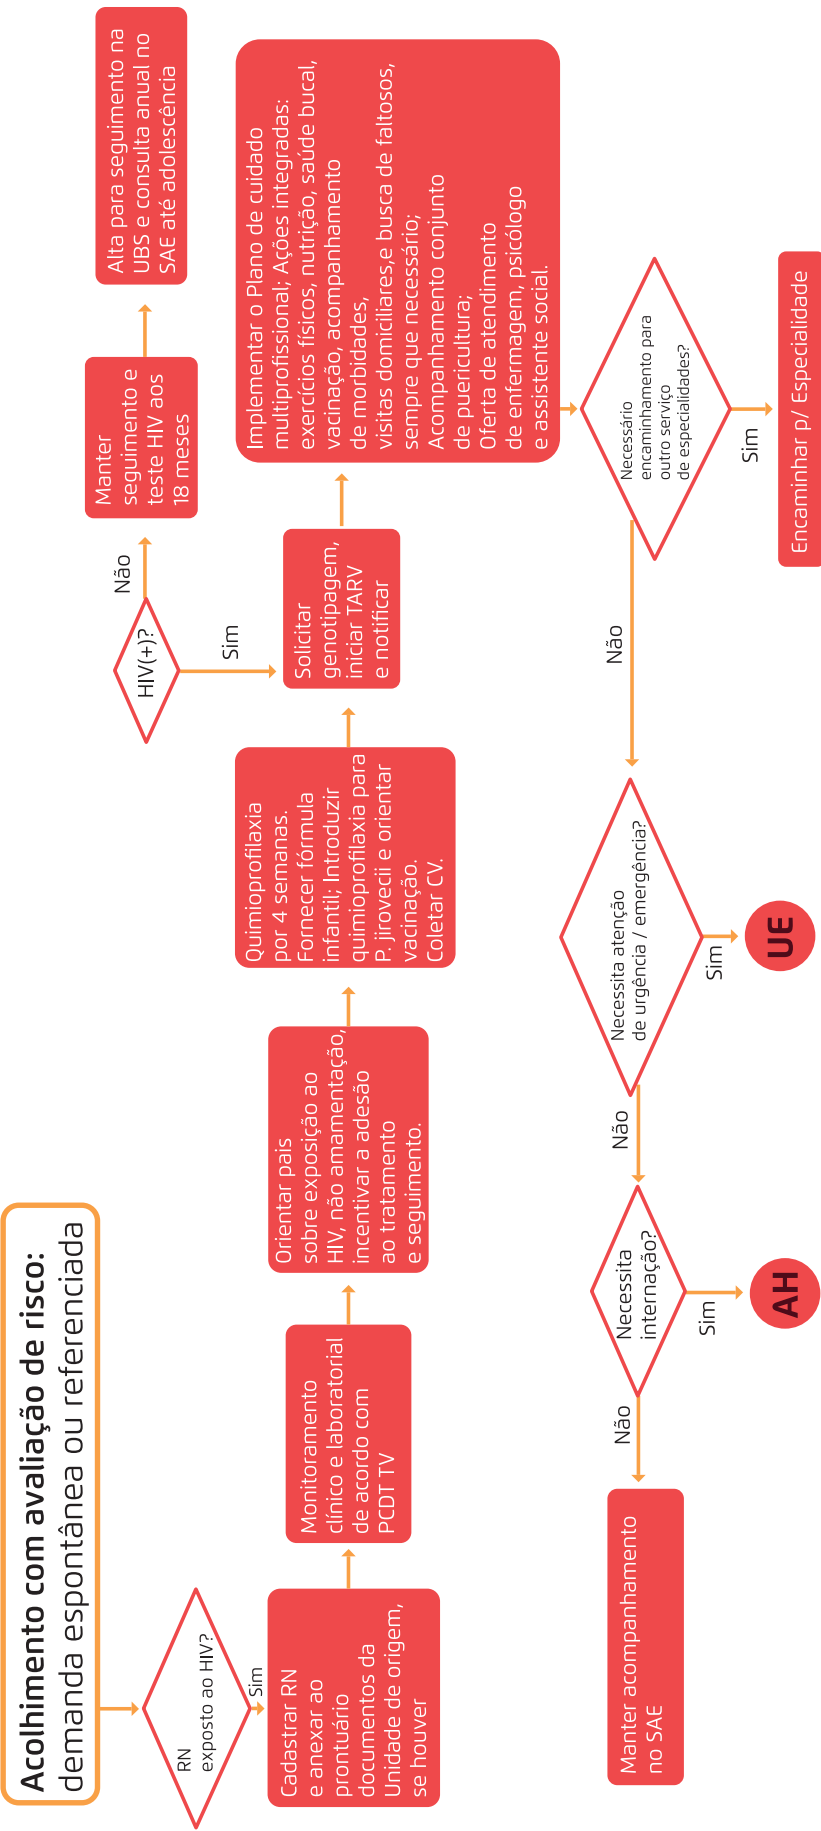 Acolhimento com avaliação de risco:
demanda espontânea ou referenciada
RN
exposto ao HIV?
Sim
Cadastrar RN
e anexar ao
prontuário
documentos da
Unidade de origem,
se houver
Monitoramento
clínico e laboratorial
de acordo com
PCDT TV
Orientar pais
sobre exposição ao
HIV, não amamentação,
incentivar a adesão
ao tratamento
e seguimento.
Quimioprofilaxia
por 4 semanas.
Fornecer fórmula
infantil; Introduzir
quimioprofilaxia para
P. jirovecii e orientar
vacinação.
Coletar CV.
HIV(+)?
Não
Manter
seguimento e
teste HIV aos
18 meses
Alta para seguimento na
UBS e consulta anual no
SAE até adolescência
Sim
Solicitar
genotipagem,
iniciar TARV
e notificar
Implementar o Plano de cuidado
multiprofissional; Ações integradas:
exercícios físicos, nutrição, saúde bucal,
vacinação, acompanhamento
de morbidades,
visitas domiciliares,e busca de faltosos,
sempre que necessário;
Acompanhamento conjunto
de puericultura;
Oferta de atendimento
de enfermagem, psicólogo
e assistente social.
Necessário
encaminhamento para
outro serviço
de especialidades?
Sim
Encaminhar p/ Especialidade
Não
Necessita atenção
de urgência / emergência?
Sim
UE
Não
Necessita
internação?
Sim
AH
Não
Manter acompanhamento
no SAE